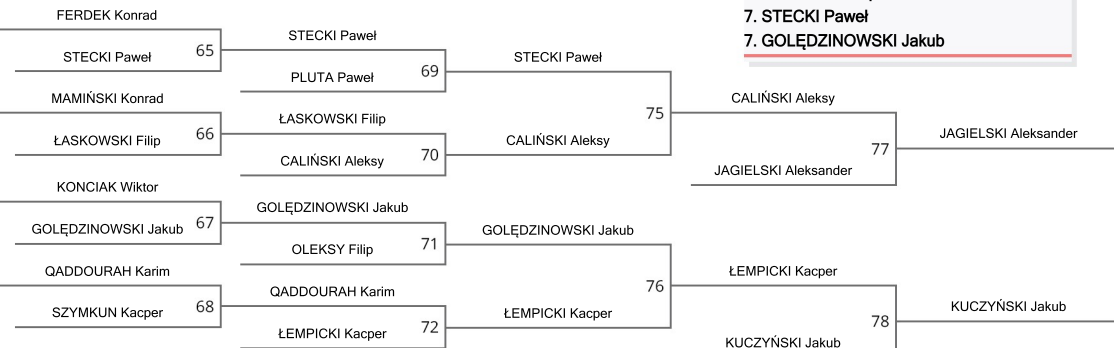 7. STECKI Paweł
7. GOLĘDZINOWSKI Jakub
FERDEK Konrad
STECKI Paweł
65
MAMIŃSKI Konrad
ŁASKOWSKI Filip
66
KONCIAK Wiktor
GOLĘDZINOWSKI Jakub
67
QADDOURAH Karim
SZYMKUN Kacper
68
STECKI Paweł
PLUTA Paweł
69
ŁASKOWSKI Filip
CALIŃSKI Aleksy
70
GOLĘDZINOWSKI Jakub
OLEKSY Filip
71
QADDOURAH Karim
ŁEMPICKI Kacper
72
STECKI Paweł
CALIŃSKI Aleksy
75
GOLĘDZINOWSKI Jakub
ŁEMPICKI Kacper
76
CALIŃSKI Aleksy
JAGIELSKI Aleksander
77
ŁEMPICKI Kacper
KUCZYŃSKI Jakub
78
JAGIELSKI Aleksander
KUCZYŃSKI Jakub